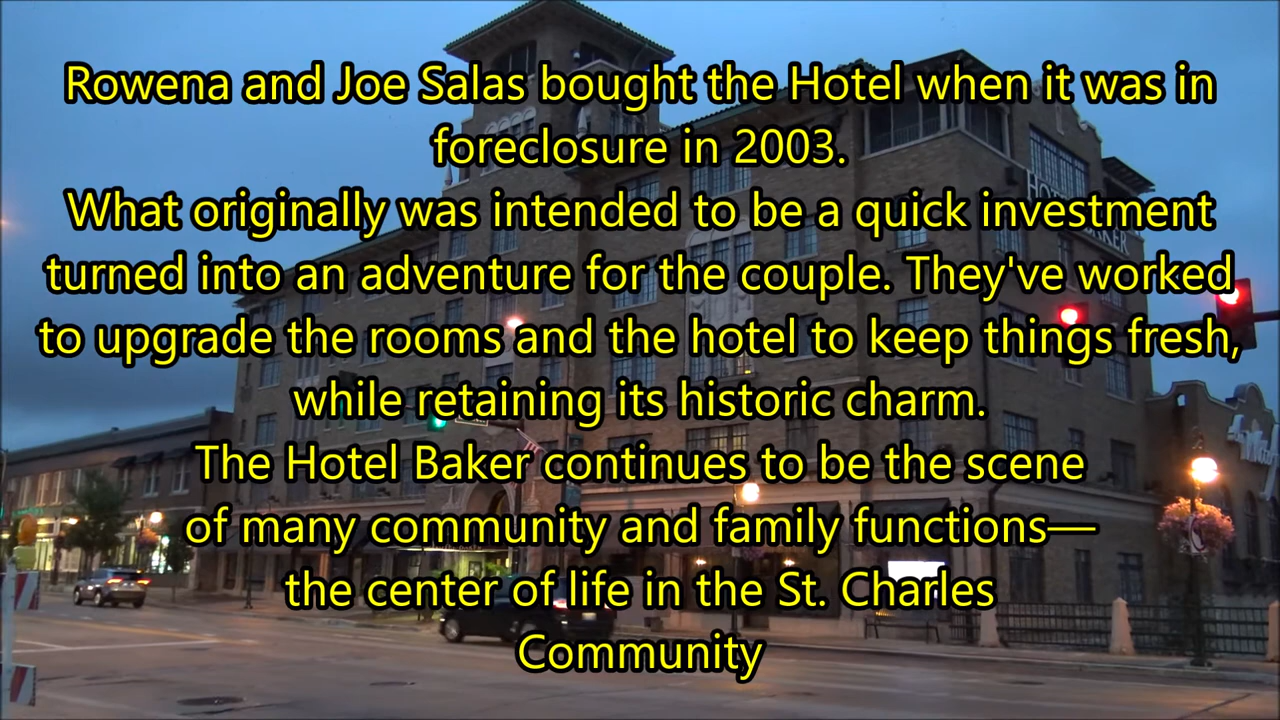 Rowena and Joe Salas bought the Hotel when it was in
foreclosure in 2003.
What originally was intended to be a quick investment
turned into an adventure for the couple. They've worked
to upgrade the rooms and the hotel to keep things fresh,
while retaining its historic charm.
The Hotel Baker continues to be the scene
of many community and family functions—
the center of life in the St. Charles
Community
HOTEL
BAKER